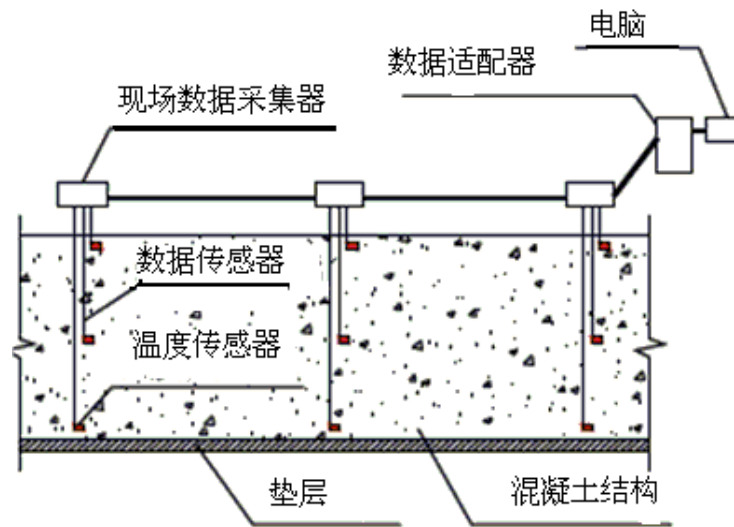 电脑
数据适配器
现场数据采集器
数据传感器
温度传感器
垫层
混凝土结构